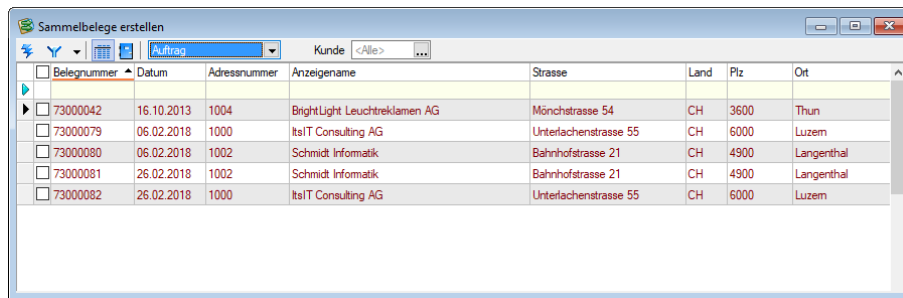 Sammelbelege erstellen
Auftrag Kunde <Alle> ...
Belegnummer Datum Adressnummer Anzeigename Strasse Land Plz Ort
73000042 16.10.2013 1004 BrightLight Leuchtreklamen AG Mönchstrasse 54 CH 3600 Thun
73000079 06.02.2018 1000 ItsIT Consulting AG Unterlachenstrasse 55 CH 6000 Luzern
73000080 06.02.2018 1002 Schmidt Informatik Bahnhofstrasse 21 CH 4900 Langenthal
73000081 26.02.2018 1002 Schmidt Informatik Bahnhofstrasse 21 CH 4900 Langenthal
73000082 26.02.2018 1000 ItsIT Consulting AG Unterlachenstrasse 55 CH 6000 Luzern